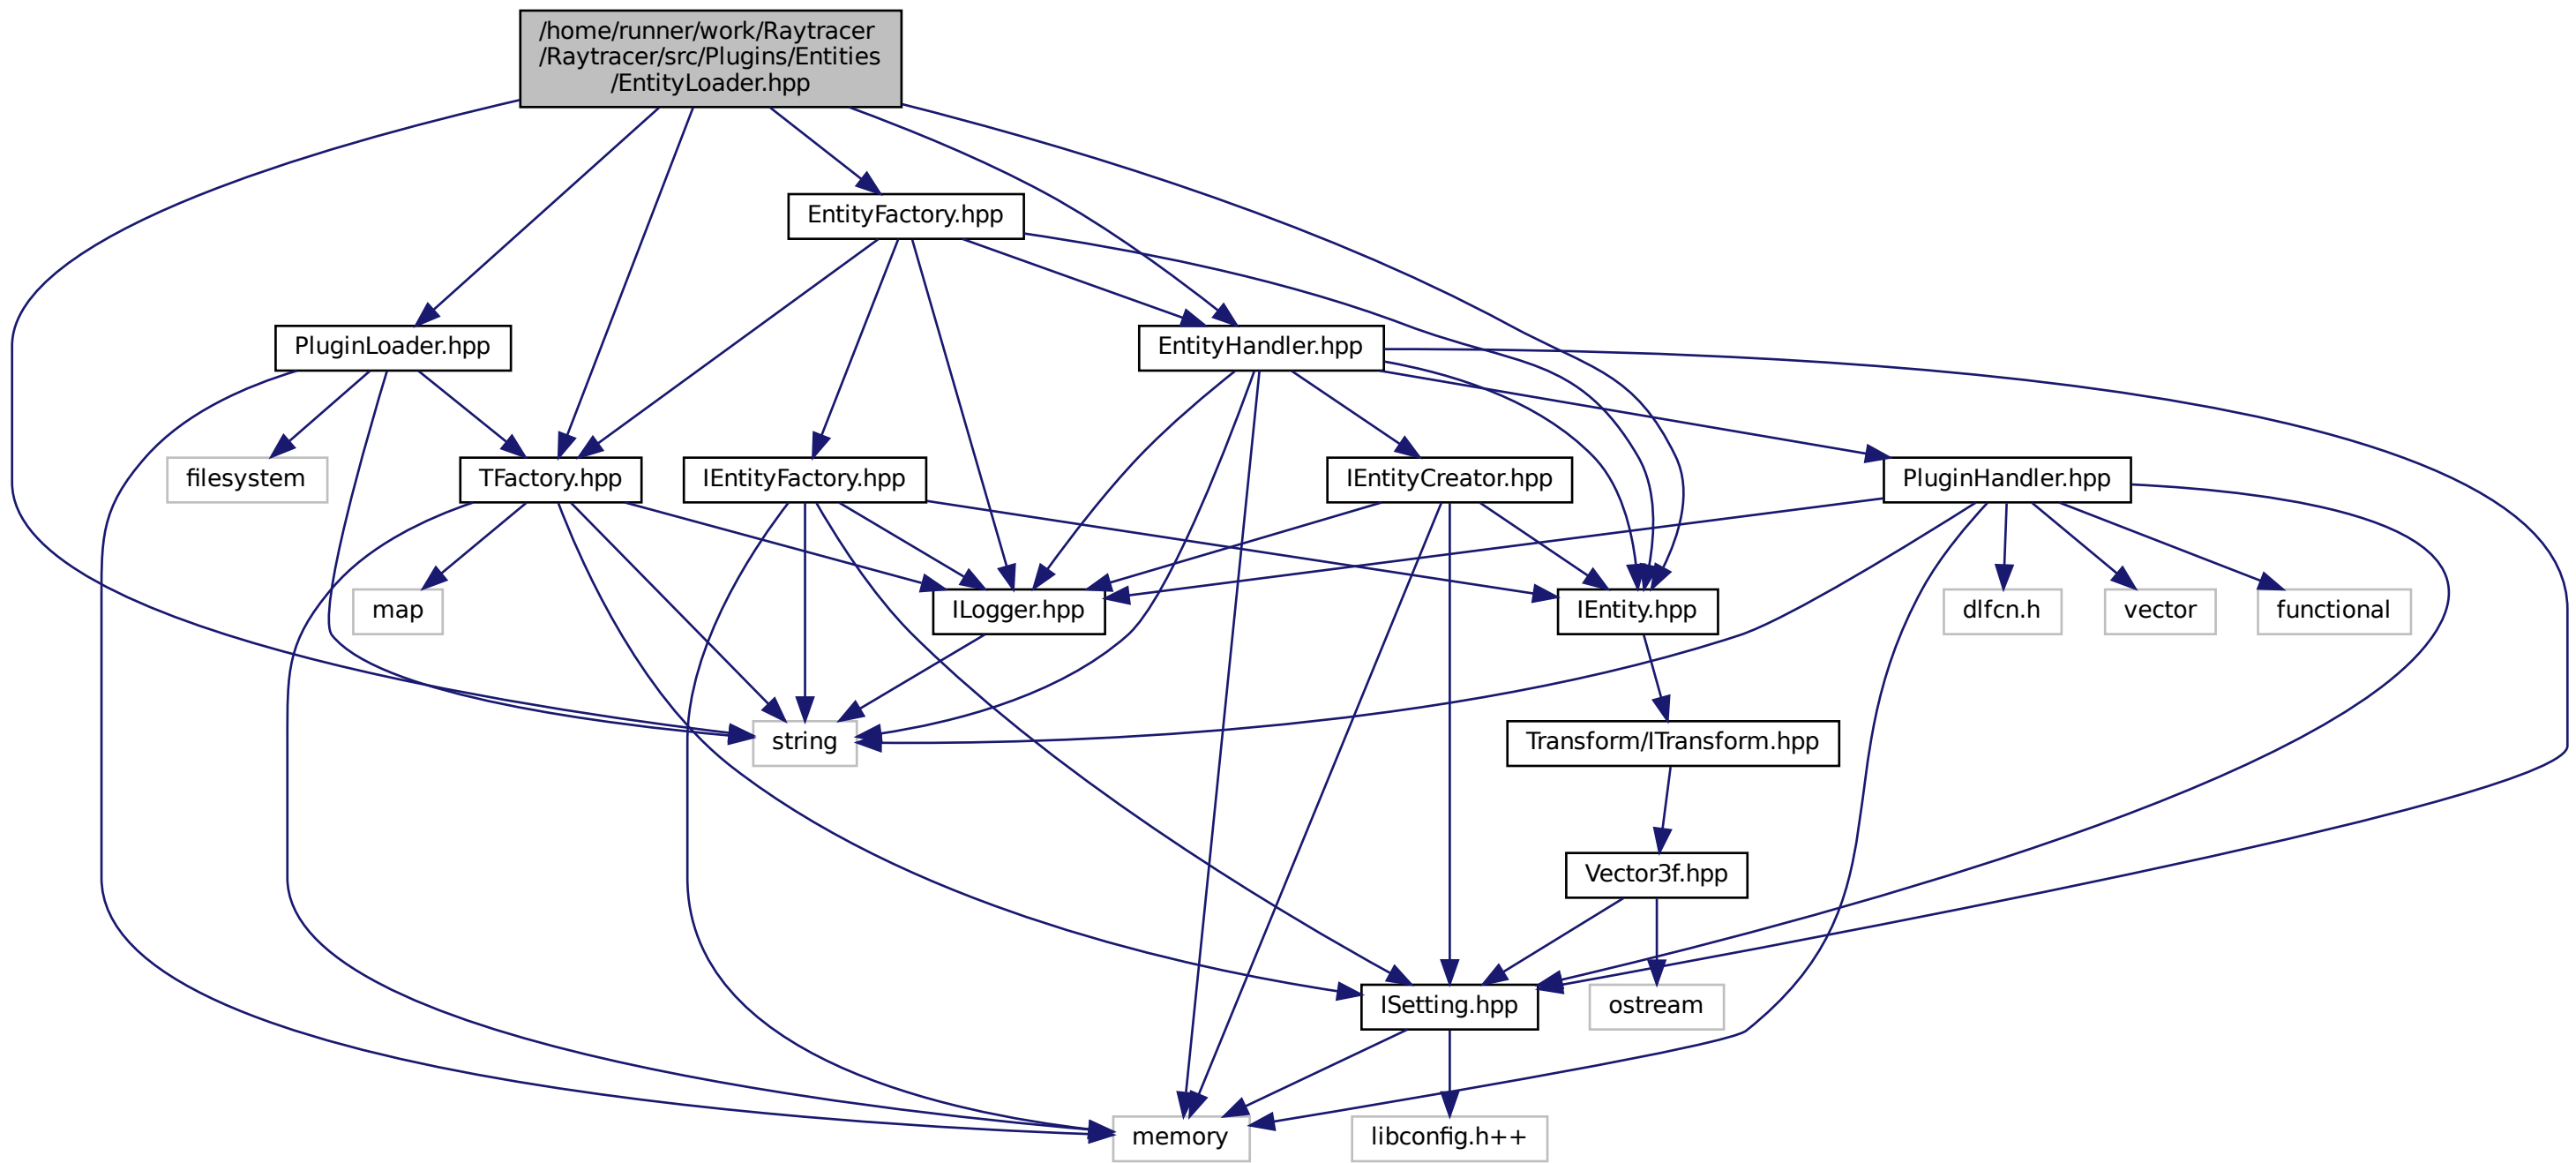 /home/runner/work/Raytracer
/Raytracer/src/Plugins/Entities
/EntityLoader.hpp
EntityFactory.hpp
PluginLoader.hpp
EntityHandler.hpp
filesystem
TFactory.hpp
IEntityFactory.hpp
IEntityCreator.hpp
PluginHandler.hpp
map
ILogger.hpp
IEntity.hpp
dlfcn.h
vector
functional
string
Transform/ITransform.hpp
Vector3f.hpp
ISetting.hpp
ostream
memory
libconfig.h++